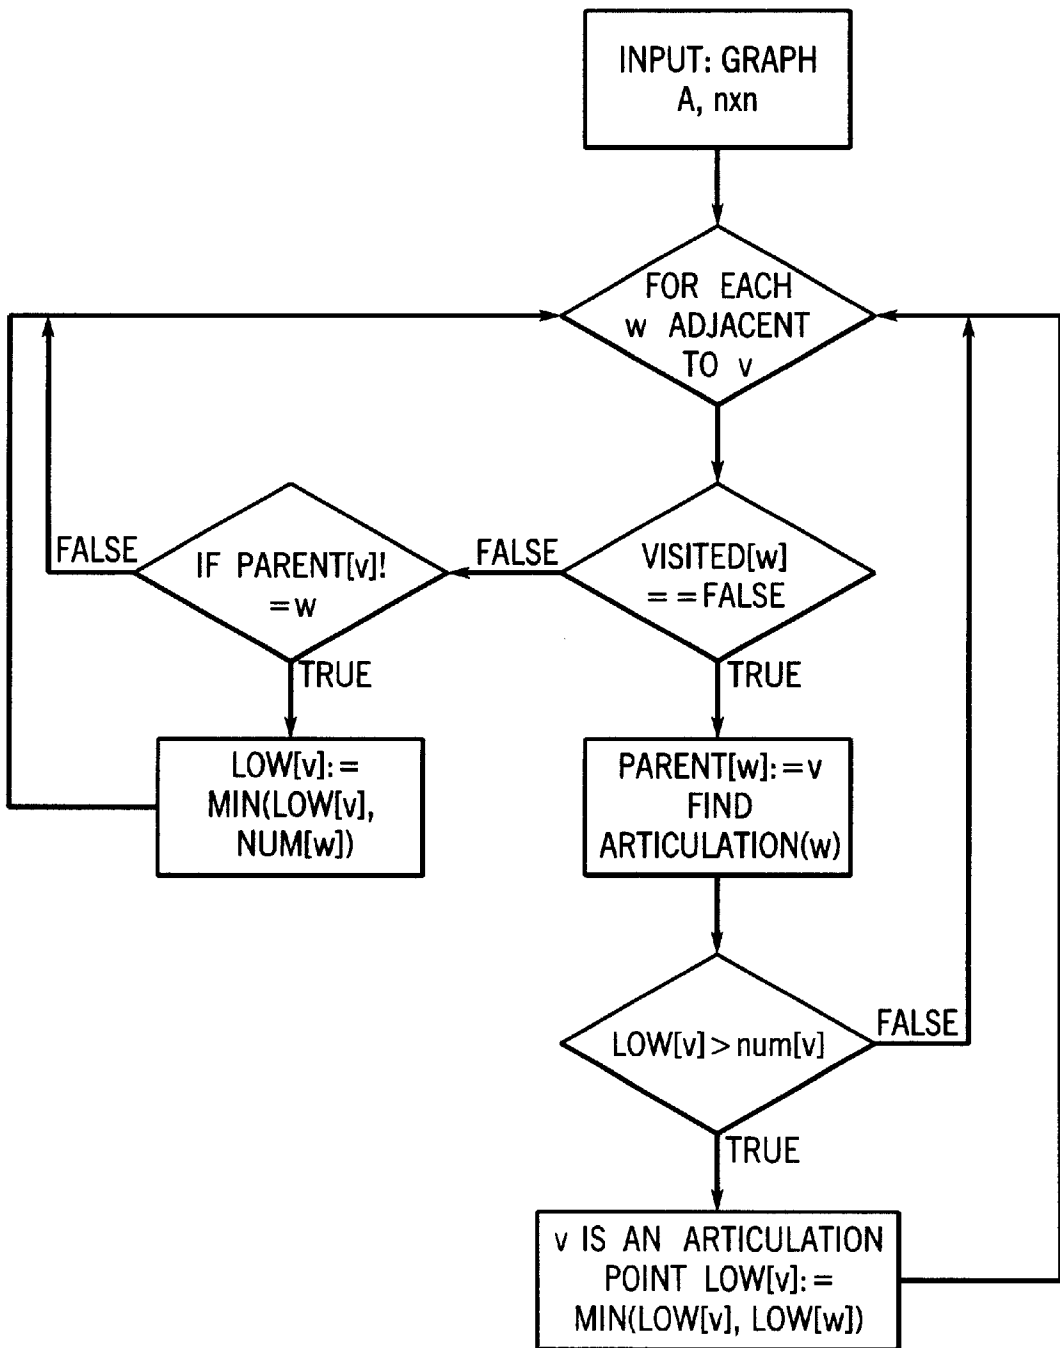 INPUT: GRAPH
A, nxn
FOR EACH
w ADJACENT
TO v
FALSE
IF PARENT[v]!
=w
FALSE
VISITED[w]
==FALSE
TRUE
TRUE
LOW[v]:=
MIN(LOW[v],
NUM[w])
PARENT[w]:=v
FIND
ARTICULATION(w)
LOW[v]>num[v]
FALSE
TRUE
v IS AN ARTICULATION
POINT LOW[v]:=
MIN(LOW[v], LOW[w])